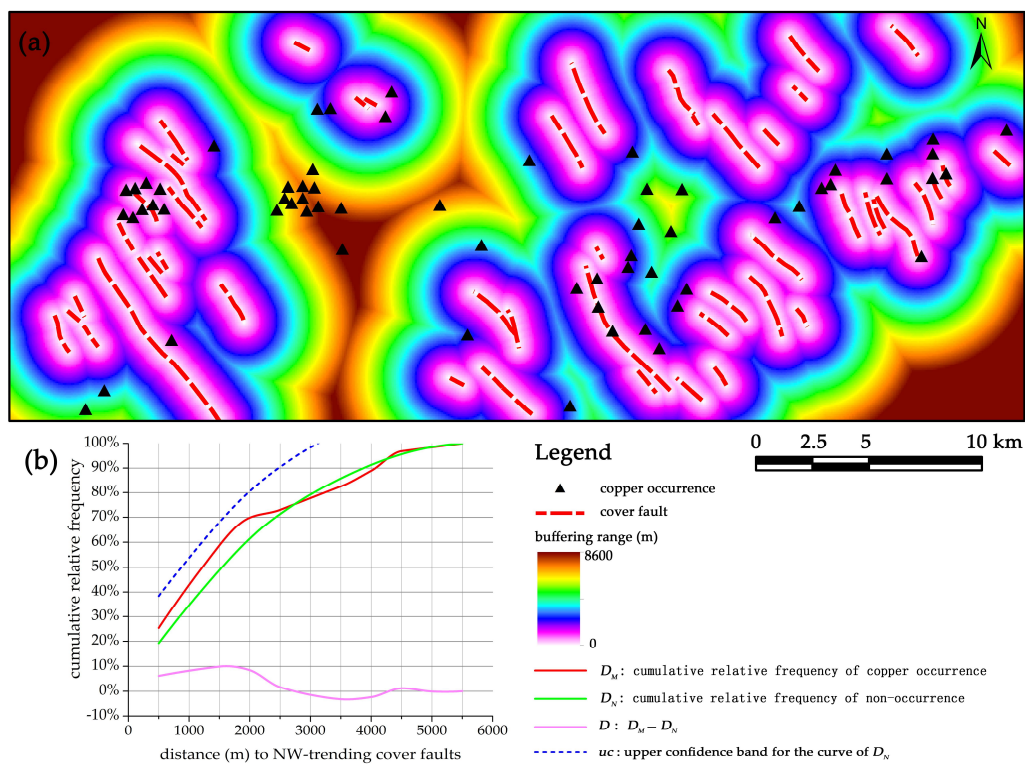 (a)
N
(b)
cumulative relative frequency
100%
90%
80%
70%
60%
50%
40%
30%
20%
10%
0%
-10%
0 1000 2000 3000 4000 5000 6000
distance (m) to NW-trending cover faults
Legend
0 2.5 5 10 km
copper occurrence
cover fault
buffering range (m)
8600
0
D_M: cumulative relative frequency of copper occurrence
D_N: cumulative relative frequency of non-occurrence
D: D_M − D_N
uc: upper confidence band for the curve of D_N